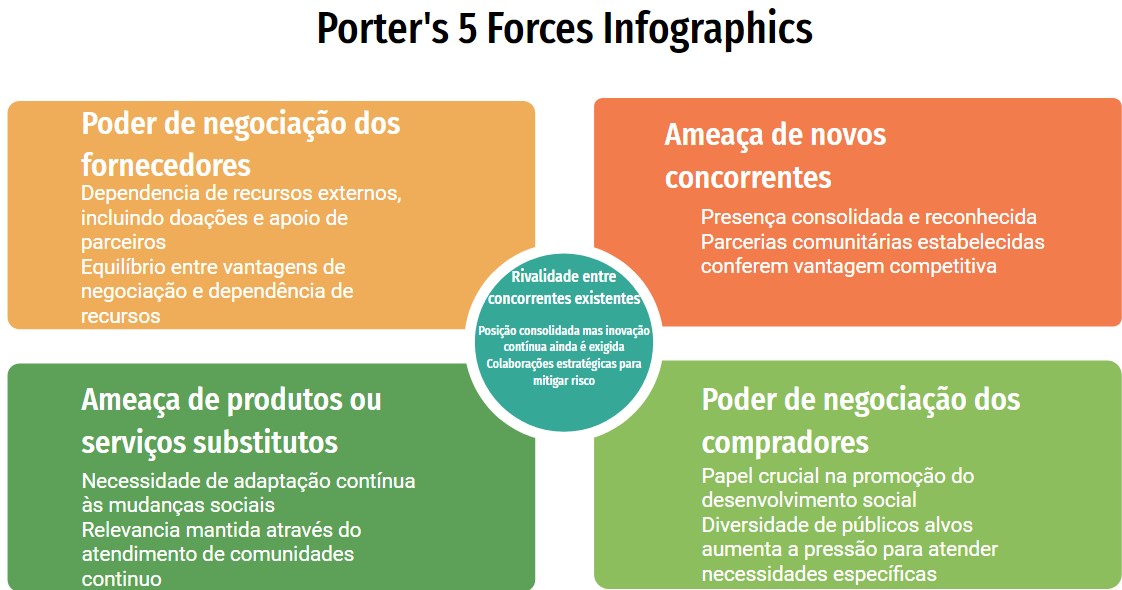 Porter's 5 Forces Infographics
Poder de negociação dos
fornecedores
Dependencia de recursos externos,
incluindo doações e apoio de
parceiros
Equilíbrio entre vantagens de
negociação e dependência de
recursos
Ameaça de novos
concorrentes
Presença consolidada e reconhecida
Parcerias comunitárias estabelecidas
conferem vantagem competitiva
Rivalidade entre
concorrentes existentes
Posição consolidada mas inovação
contínua ainda é exigida
Colaborações estratégicas para
mitigar risco
Ameaça de produtos ou
serviços substitutos
Necessidade de adaptação contínua
às mudanças sociais
Relevancia mantida através do
atendimento de comunidades
continuo
Poder de negociação dos
compradores
Papel crucial na promoção do
desenvolvimento social
Diversidade de públicos alvos
aumenta a pressão para atender
necessidades específicas